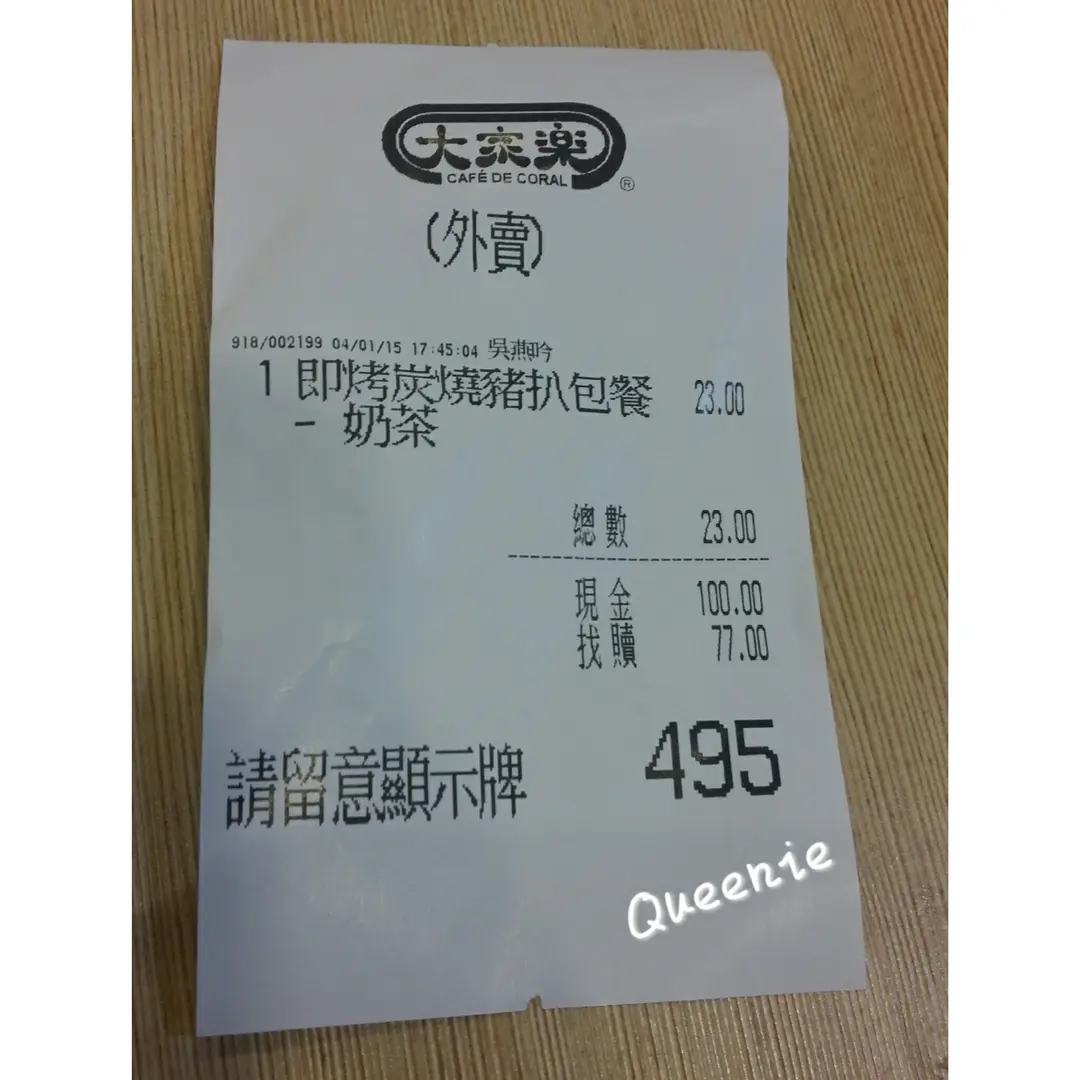 大家樂
CAFÉ DE CORAL ®
(外賣)
918/002199 04/01/15 17:45:04 吳燕吟
1 即烤炭燒豬扒包餐 23.00
- 奶茶
總數 23.00
現金 100.00
找贖 77.00
請留意顯示牌 495
Queenie